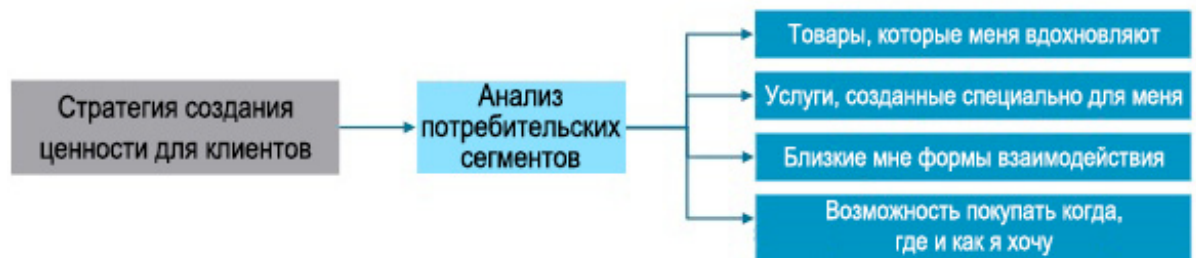 Стратегия создания
ценности для клиентов
Анализ
потребительских
сегментов
Товары, которые меня вдохновляют
Услуги, созданные специально для меня
Близкие мне формы взаимодействия
Возможность покупать когда,
где и как я хочу